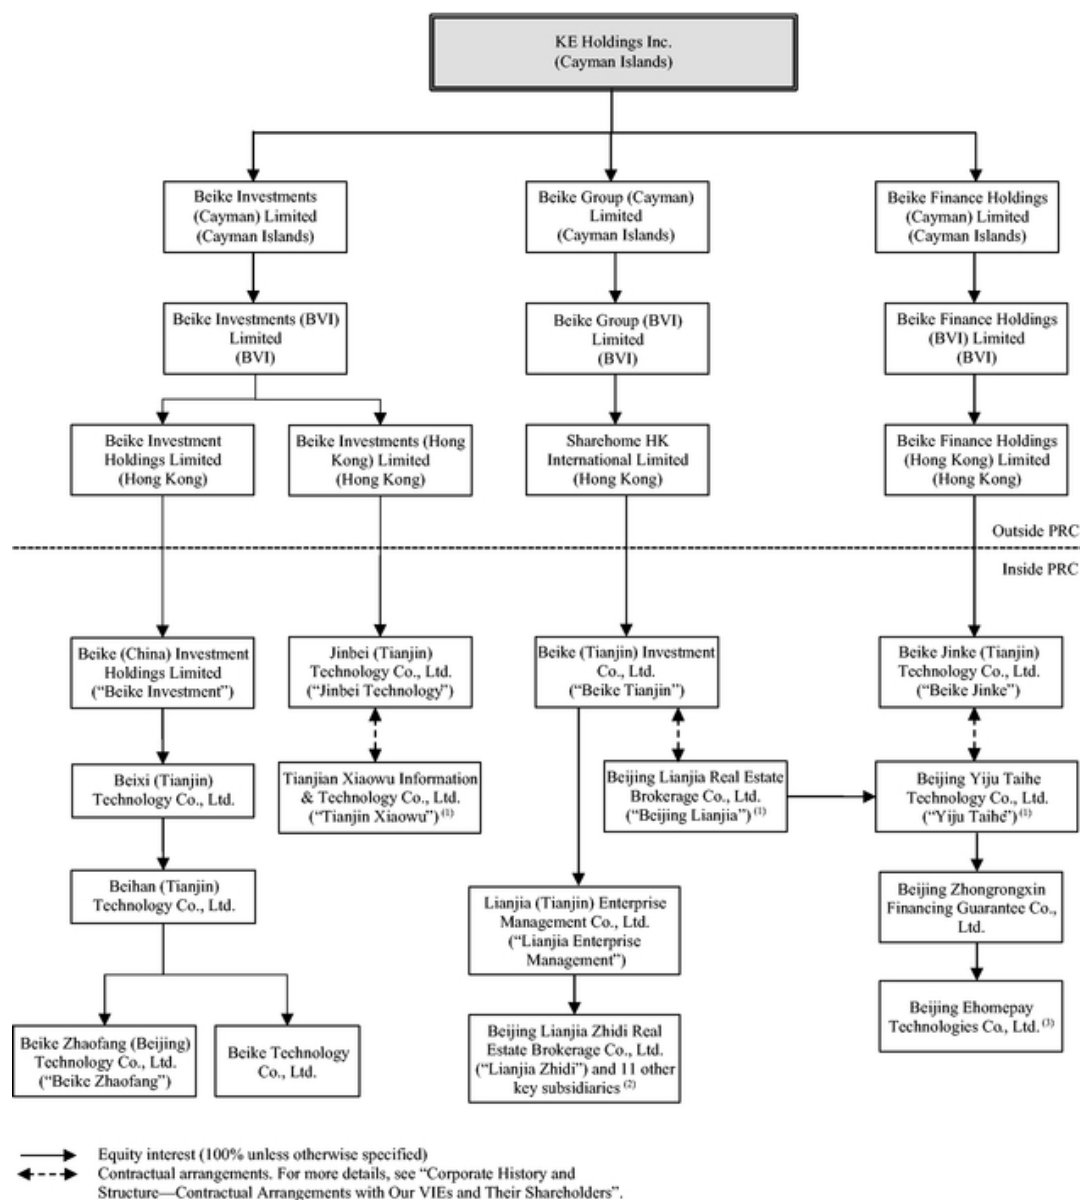 KE Holdings Inc.
(Cayman Islands)
Beike Investments
(Cayman) Limited
(Cayman Islands)
Beike Group (Cayman)
Limited
(Cayman Islands)
Beike Finance Holdings
(Cayman) Limited
(Cayman Islands)
Beike Investments (BVI)
Limited
(BVI)
Beike Group (BVI)
Limited
(BVI)
Beike Finance Holdings
(BVI) Limited
(BVI)
Beike Investment
Holdings Limited
(Hong Kong)
Beike Investments (Hong
Kong) Limited
(Hong Kong)
Sharehome HK
International Limited
(Hong Kong)
Beike Finance Holdings
(Hong Kong) Limited
(Hong Kong)
Outside PRC
Inside PRC
Beike (China) Investment
Holdings Limited
(“Beike Investment”)
Jinbei (Tianjin)
Technology Co., Ltd.
(“Jinbei Technology”)
Beike (Tianjin) Investment
Co., Ltd.
(“Beike Tianjin”)
Beike Jinke (Tianjin)
Technology Co., Ltd.
(“Beike Jinke”)
Beixi (Tianjin)
Technology Co., Ltd.
Tianjian Xiaowu Information
& Technology Co., Ltd.
(“Tianjin Xiaowu”) (1)
Beijing Lianjia Real Estate
Brokerage Co., Ltd.
(“Beijing Lianjia”) (1)
Beijing Yiju Taihe
Technology Co., Ltd.
(“Yiju Taihe”) (1)
Beihan (Tianjin)
Technology Co., Ltd.
Lianjia (Tianjin) Enterprise
Management Co., Ltd.
(“Lianjia Enterprise
Management”)
Beijing Zhongrongxin
Financing Guarantee Co.,
Ltd.
Beike Zhaofang (Beijing)
Technology Co., Ltd.
(“Beike Zhaofang”)
Beike Technology
Co., Ltd.
Beijing Lianjia Zhidi Real
Estate Brokerage Co., Ltd.
(“Lianjia Zhidi”) and 11 other
key subsidiaries (2)
Beijing Ehomepay
Technologies Co., Ltd. (3)
Equity interest (100% unless otherwise specified)
Contractual arrangements. For more details, see “Corporate History and
Structure—Contractual Arrangements with Our VIEs and Their Shareholders”.